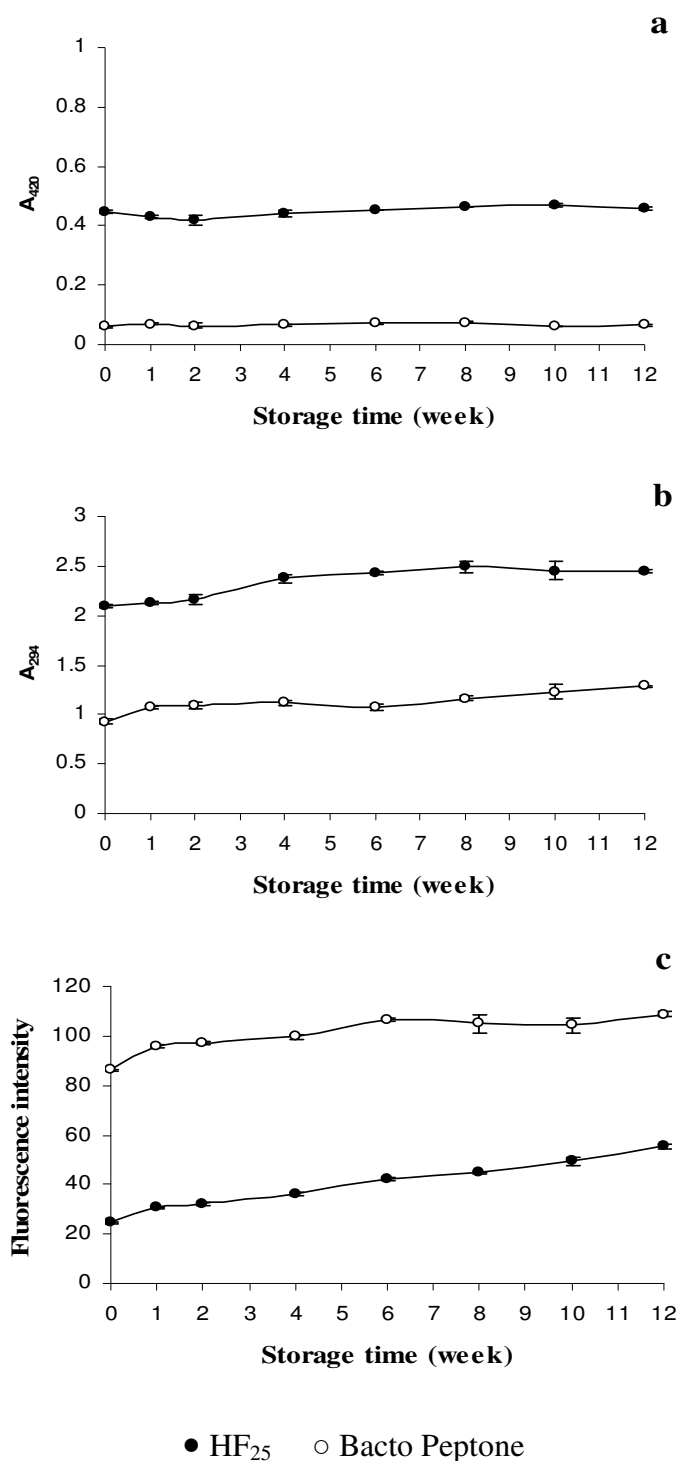 a
1
0.8
0.6
0.4
0.2
0
A₄₂₀
0 1 2 3 4 5 6 7 8 9 10 11 12
Storage time (week)
b
3
2.5
2
1.5
1
0.5
0
A₂₉₄
0 1 2 3 4 5 6 7 8 9 10 11 12
Storage time (week)
c
120
100
80
60
40
20
0
Fluorescence intensity
0 1 2 3 4 5 6 7 8 9 10 11 12
Storage time (week)
● HF₂₅ ○ Bacto Peptone